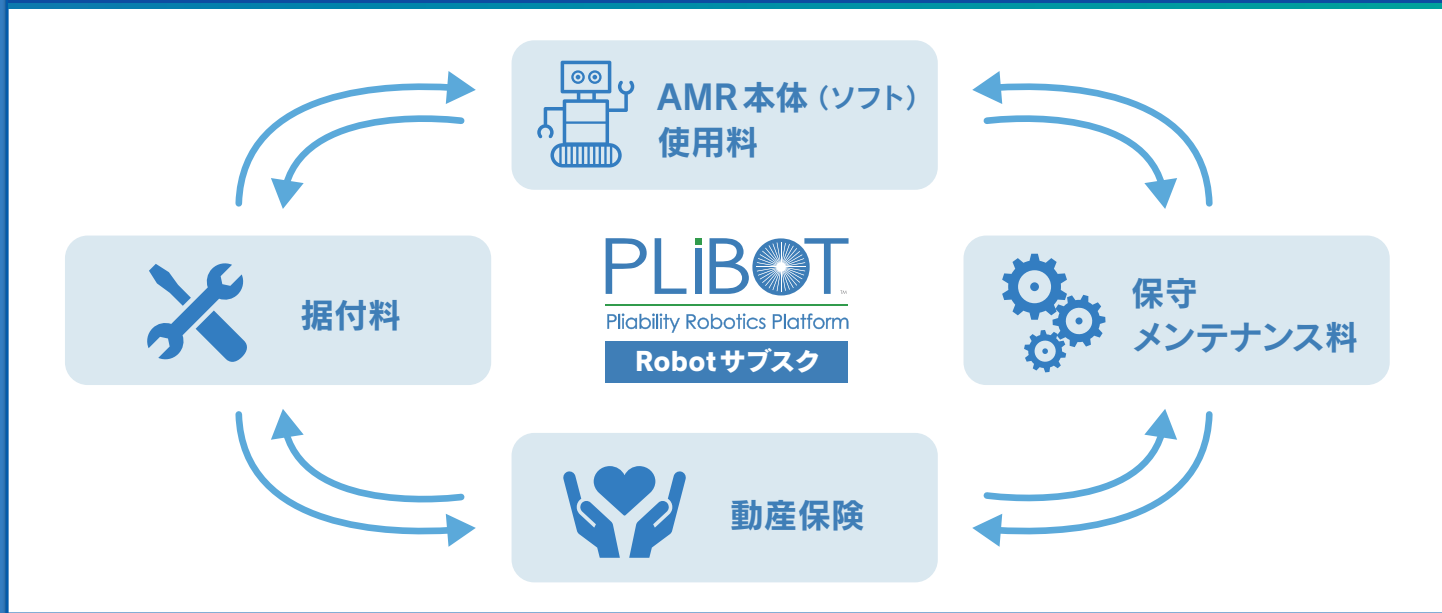 AMR本体（ソフト）
使用料
据付料
PLiBOT™
Pliability Robotics Platform
Robotサブスク
保守
メンテナンス料
動産保険